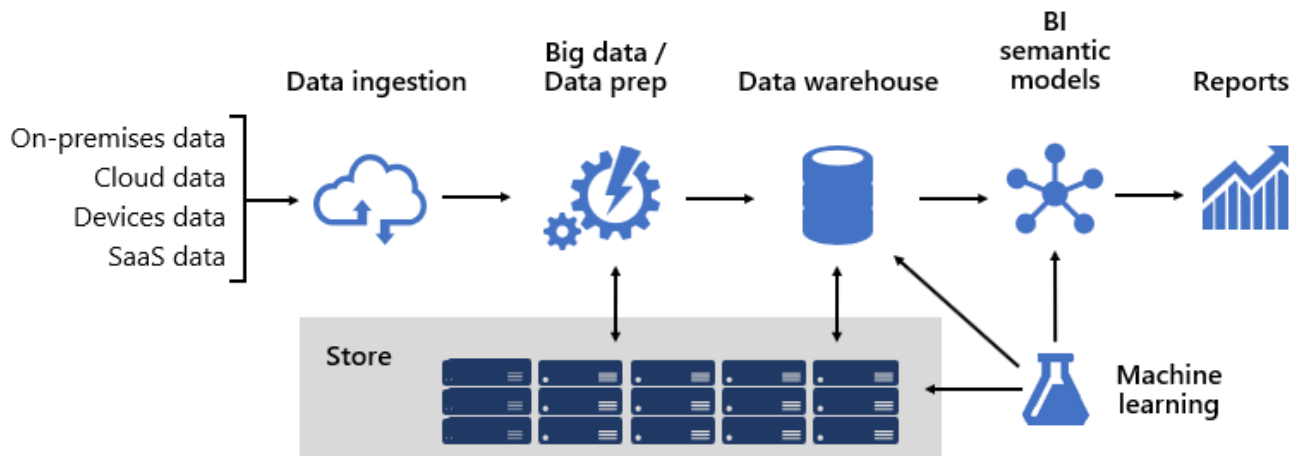 BI
semantic
models
Big data /
Data prep
Data ingestion
Data warehouse
Reports
On-premises data
Cloud data
Devices data
SaaS data
Store
Machine
learning